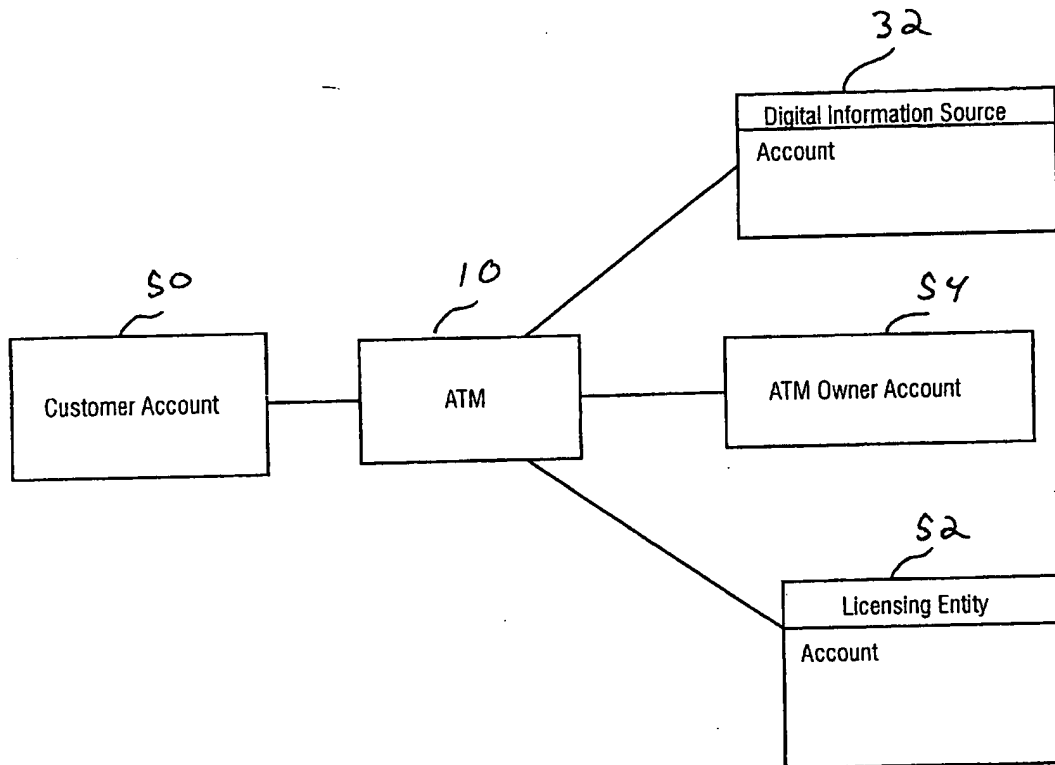 32
Digital Information Source
Account
50
10
54
Customer Account
ATM
ATM Owner Account
52
Licensing Entity
Account